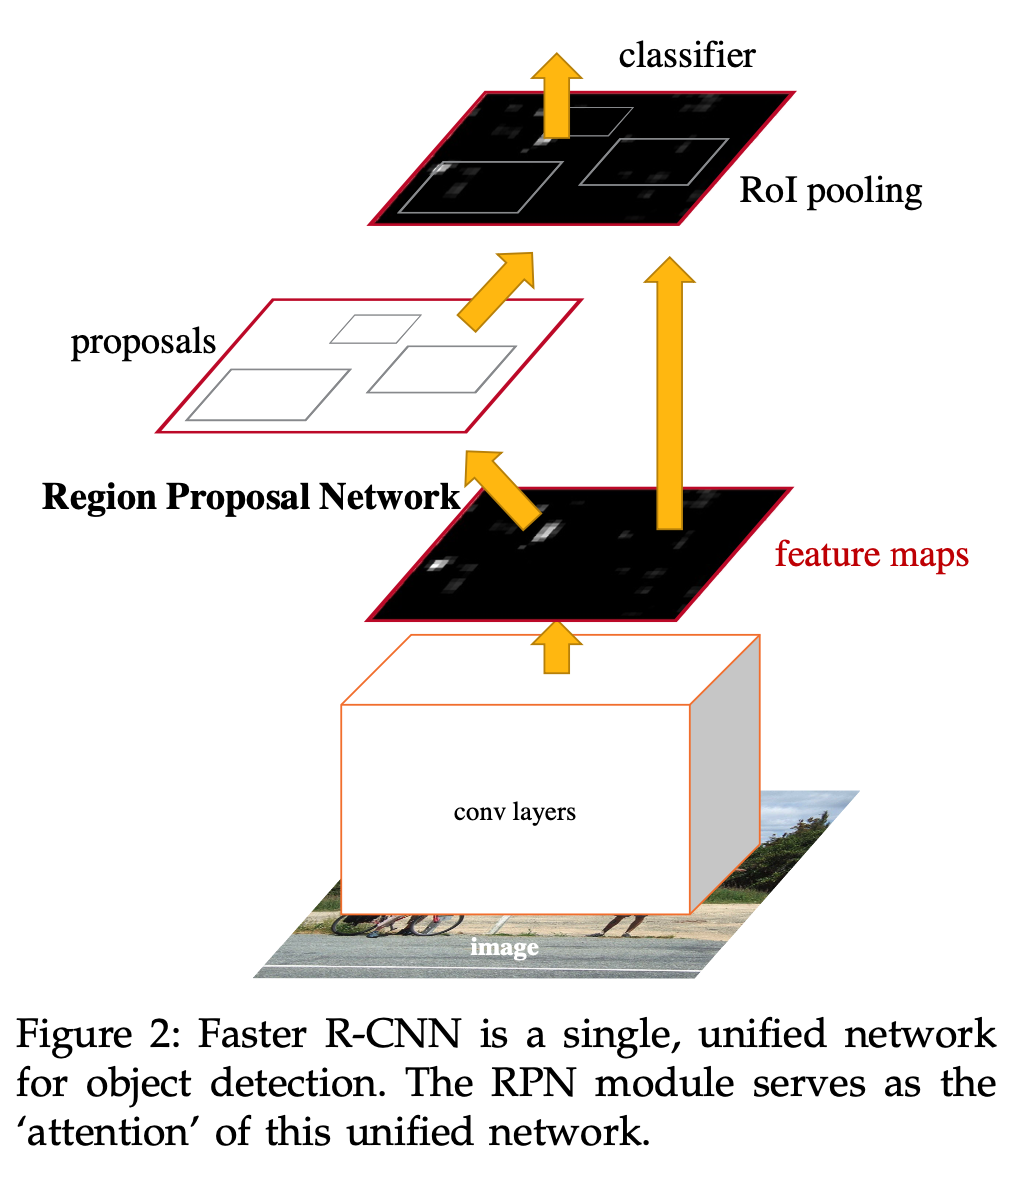 classifier
RoI pooling
proposals
Region Proposal Network
feature maps
conv layers
image
Figure 2: Faster R-CNN is a single, unified network
for object detection. The RPN module serves as the
‘attention’ of this unified network.